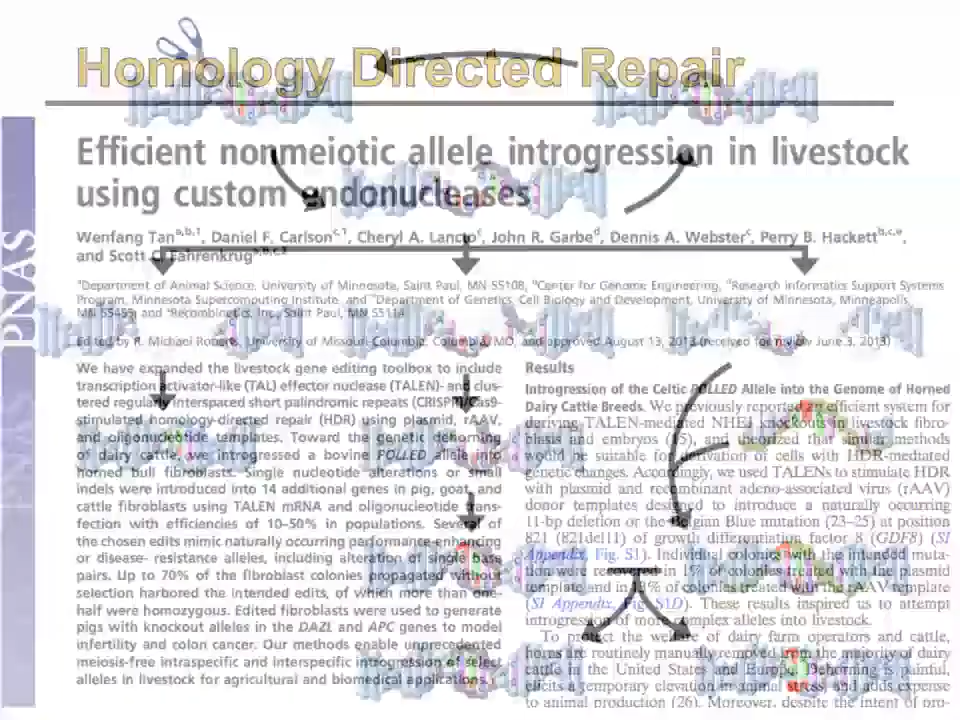 Homology Directed Repair
Efficient nonmeiotic allele introgression in livestock
using custom endonucleases
Wenfang Tan^a,b,1, Daniel F. Carlson^c,1, Cheryl A. Lancto^c, John R. Garbe^d, Dennis A. Webster^c, Perry B. Hackett^b,c,e,
and Scott C. Fahrenkrug^a,b,c,2
^aDepartment of Animal Science, University of Minnesota, Saint Paul, MN 55108, ^bCenter for Genome Engineering, ^dResearch Informatics Support Systems
Program, Minnesota Supercomputing Institute, and ^eDepartment of Genetics, Cell Biology and Development, University of Minnesota, Minneapolis,
MN 55455; and ^cRecombinetics, Inc., Saint Paul, MN 55114
Edited by R. Michael Roberts, University of Missouri-Columbia, Columbia, MO, and approved August 13, 2013 (received for review June 3, 2013)
PNAS
We have expanded the livestock gene editing toolbox to include
transcription activator-like (TAL) effector nuclease (TALEN)- and clus-
tered regularly interspaced short palindromic repeats (CRISPR)/Cas9-
stimulated homology-directed repair (HDR) using plasmid, rAAV,
and oligonucleotide templates. Toward the genetic dehorning
of dairy cattle, we introgressed a bovine POLLED allele into
horned bull fibroblasts. Single nucleotide alterations or small
indels were introduced into 14 additional genes in pig, goat, and
cattle fibroblasts using TALEN mRNA and oligonucleotide trans-
fection with efficiencies of 10–50% in populations. Several of
the chosen edits mimic naturally occurring performance-enhancing
or disease- resistance alleles, including alteration of single base
pairs. Up to 70% of the fibroblast colonies propagated without
selection harbored the intended edits, of which more than one-
half were homozygous. Edited fibroblasts were used to generate
pigs with knockout alleles in the DAZL and APC genes to model
infertility and colon cancer. Our methods enable unprecedented
meiosis-free intraspecific and interspecific introgression of select
alleles in livestock for agricultural and biomedical applications.
Results
Introgression of the Celtic POLLED Allele into the Genome of Horned
Dairy Cattle Breeds. We previously reported an efficient system for
deriving TALEN-mediated NHEJ knockouts in livestock fibro-
blasts and embryos (15), and theorized that similar methods
would be suitable for derivation of cells with HDR-mediated
genetic changes. Accordingly, we used TALENs to stimulate HDR
with plasmid and recombinant adeno-associated virus (rAAV)
donor templates designed to introduce a naturally occurring
11-bp deletion or the Belgian Blue mutation (23–25) at position
821 (821del11) of growth differentiation factor 8 (GDF8) (SI
Appendix, Fig. S1). Individual colonies with the intended muta-
tion were recovered in 1% of colonies treated with the plasmid
template and in of colonies treated with the rAAV template
(SI Appendix, Fig. S1D). These results inspired us to attempt
introgression of more complex alleles into livestock.
To protect the welfare of dairy farm operators and cattle,
horns are routinely manually removed from the majority of dairy
cattle in the United States and Europe. Dehorning is painful,
elicits a temporary elevation in animal stress, and adds expense
to animal production (26). Moreover, despite the intent of pro-